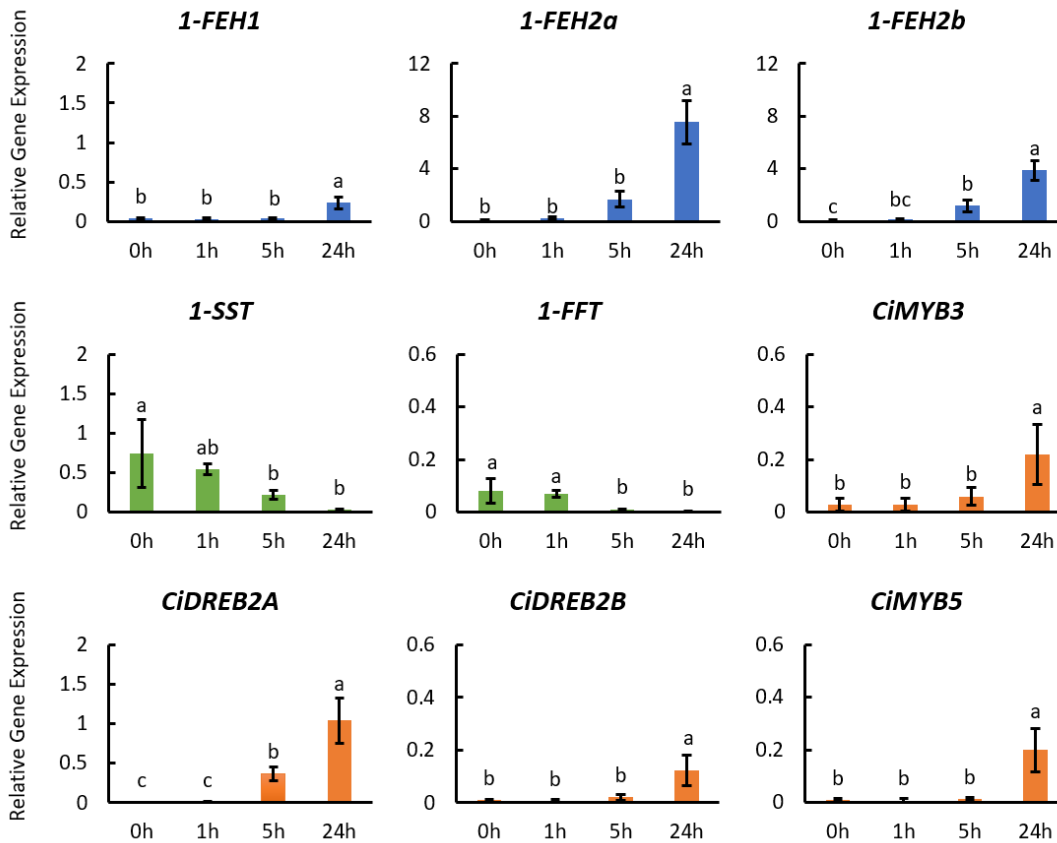 1-FEH1
1-FEH2a
1-FEH2b
Relative Gene Expression
2
1.5
1
0.5
0
b
b
b
a
0h
1h
5h
24h
12
8
4
0
b
b
b
a
0h
1h
5h
24h
12
8
4
0
c
bc
b
a
0h
1h
5h
24h
1-SST
1-FFT
CiMYB3
Relative Gene Expression
2
1.5
1
0.5
0
a
ab
b
b
0h
1h
5h
24h
0.6
0.4
0.2
0
a
a
b
b
0h
1h
5h
24h
0.6
0.4
0.2
0
b
b
b
a
0h
1h
5h
24h
CiDREB2A
CiDREB2B
CiMYB5
Relative Gene Expression
2
1.5
1
0.5
0
c
c
b
a
0h
1h
5h
24h
0.6
0.4
0.2
0
b
b
b
a
0h
1h
5h
24h
0.6
0.4
0.2
0
b
b
b
a
0h
1h
5h
24h